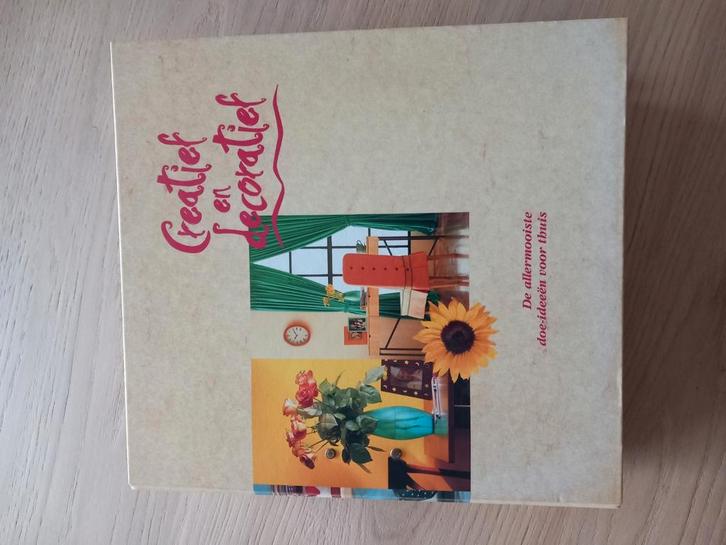 Creatief
en
decoratief
De allermooiste
doe-ideeën voor thuis